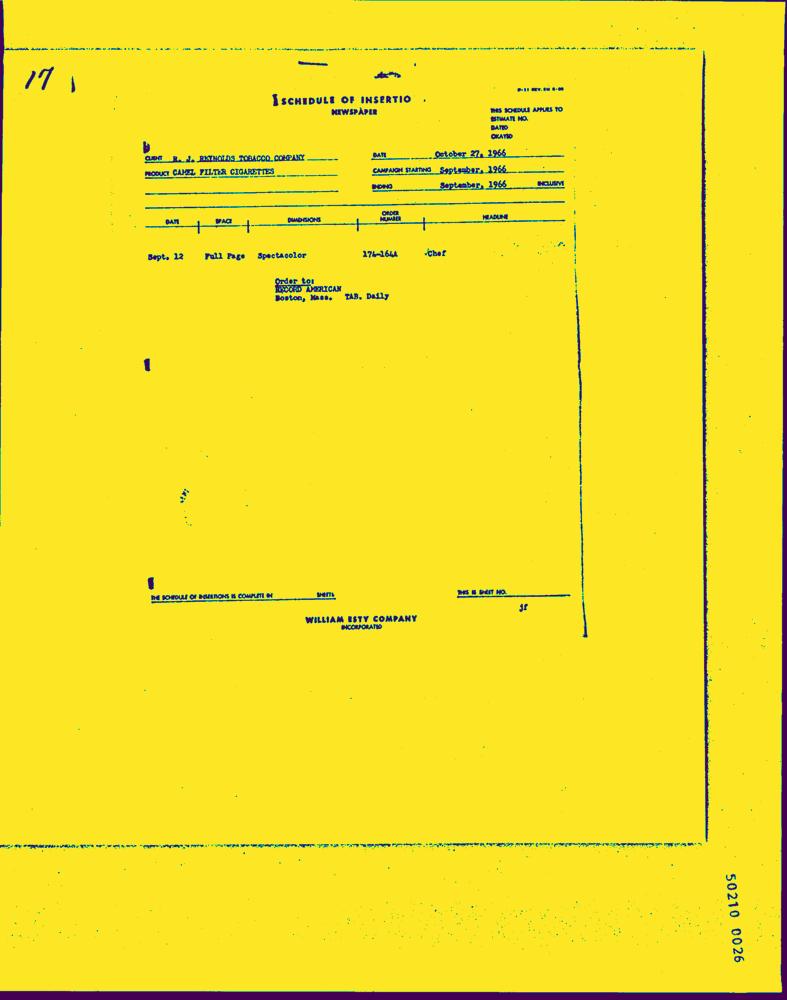 17
SCHEDULE OF INSERTIO
NEWSPAPER
THIS SCHEDULE APPLIES TO
ESTIMATE NO.
DATED
OKAYED
CLIENT R. J. REYNOLDS TOBACCO COMPANY
DATE October 27, 1966
PRODUCT CAMEL FILTER CIGARETTES
CAMPAIGN STARTING September, 1966
ENDING September, 1966 INCLUSIVE
DATE SPACE DIMENSIONS ORDER NUMBER HEADLINE
Sept. 12 Full Page Spectacolor 174-164A Chef
Order to:
RECORD AMERICAN
Boston, Mass. TAB. Daily
THE SCHEDULE OF INSERTIONS IS COMPLETE IN SHEETS
THIS IS SHEET NO.
WILLIAM ESTY COMPANY
INCORPORATED
50210 0026